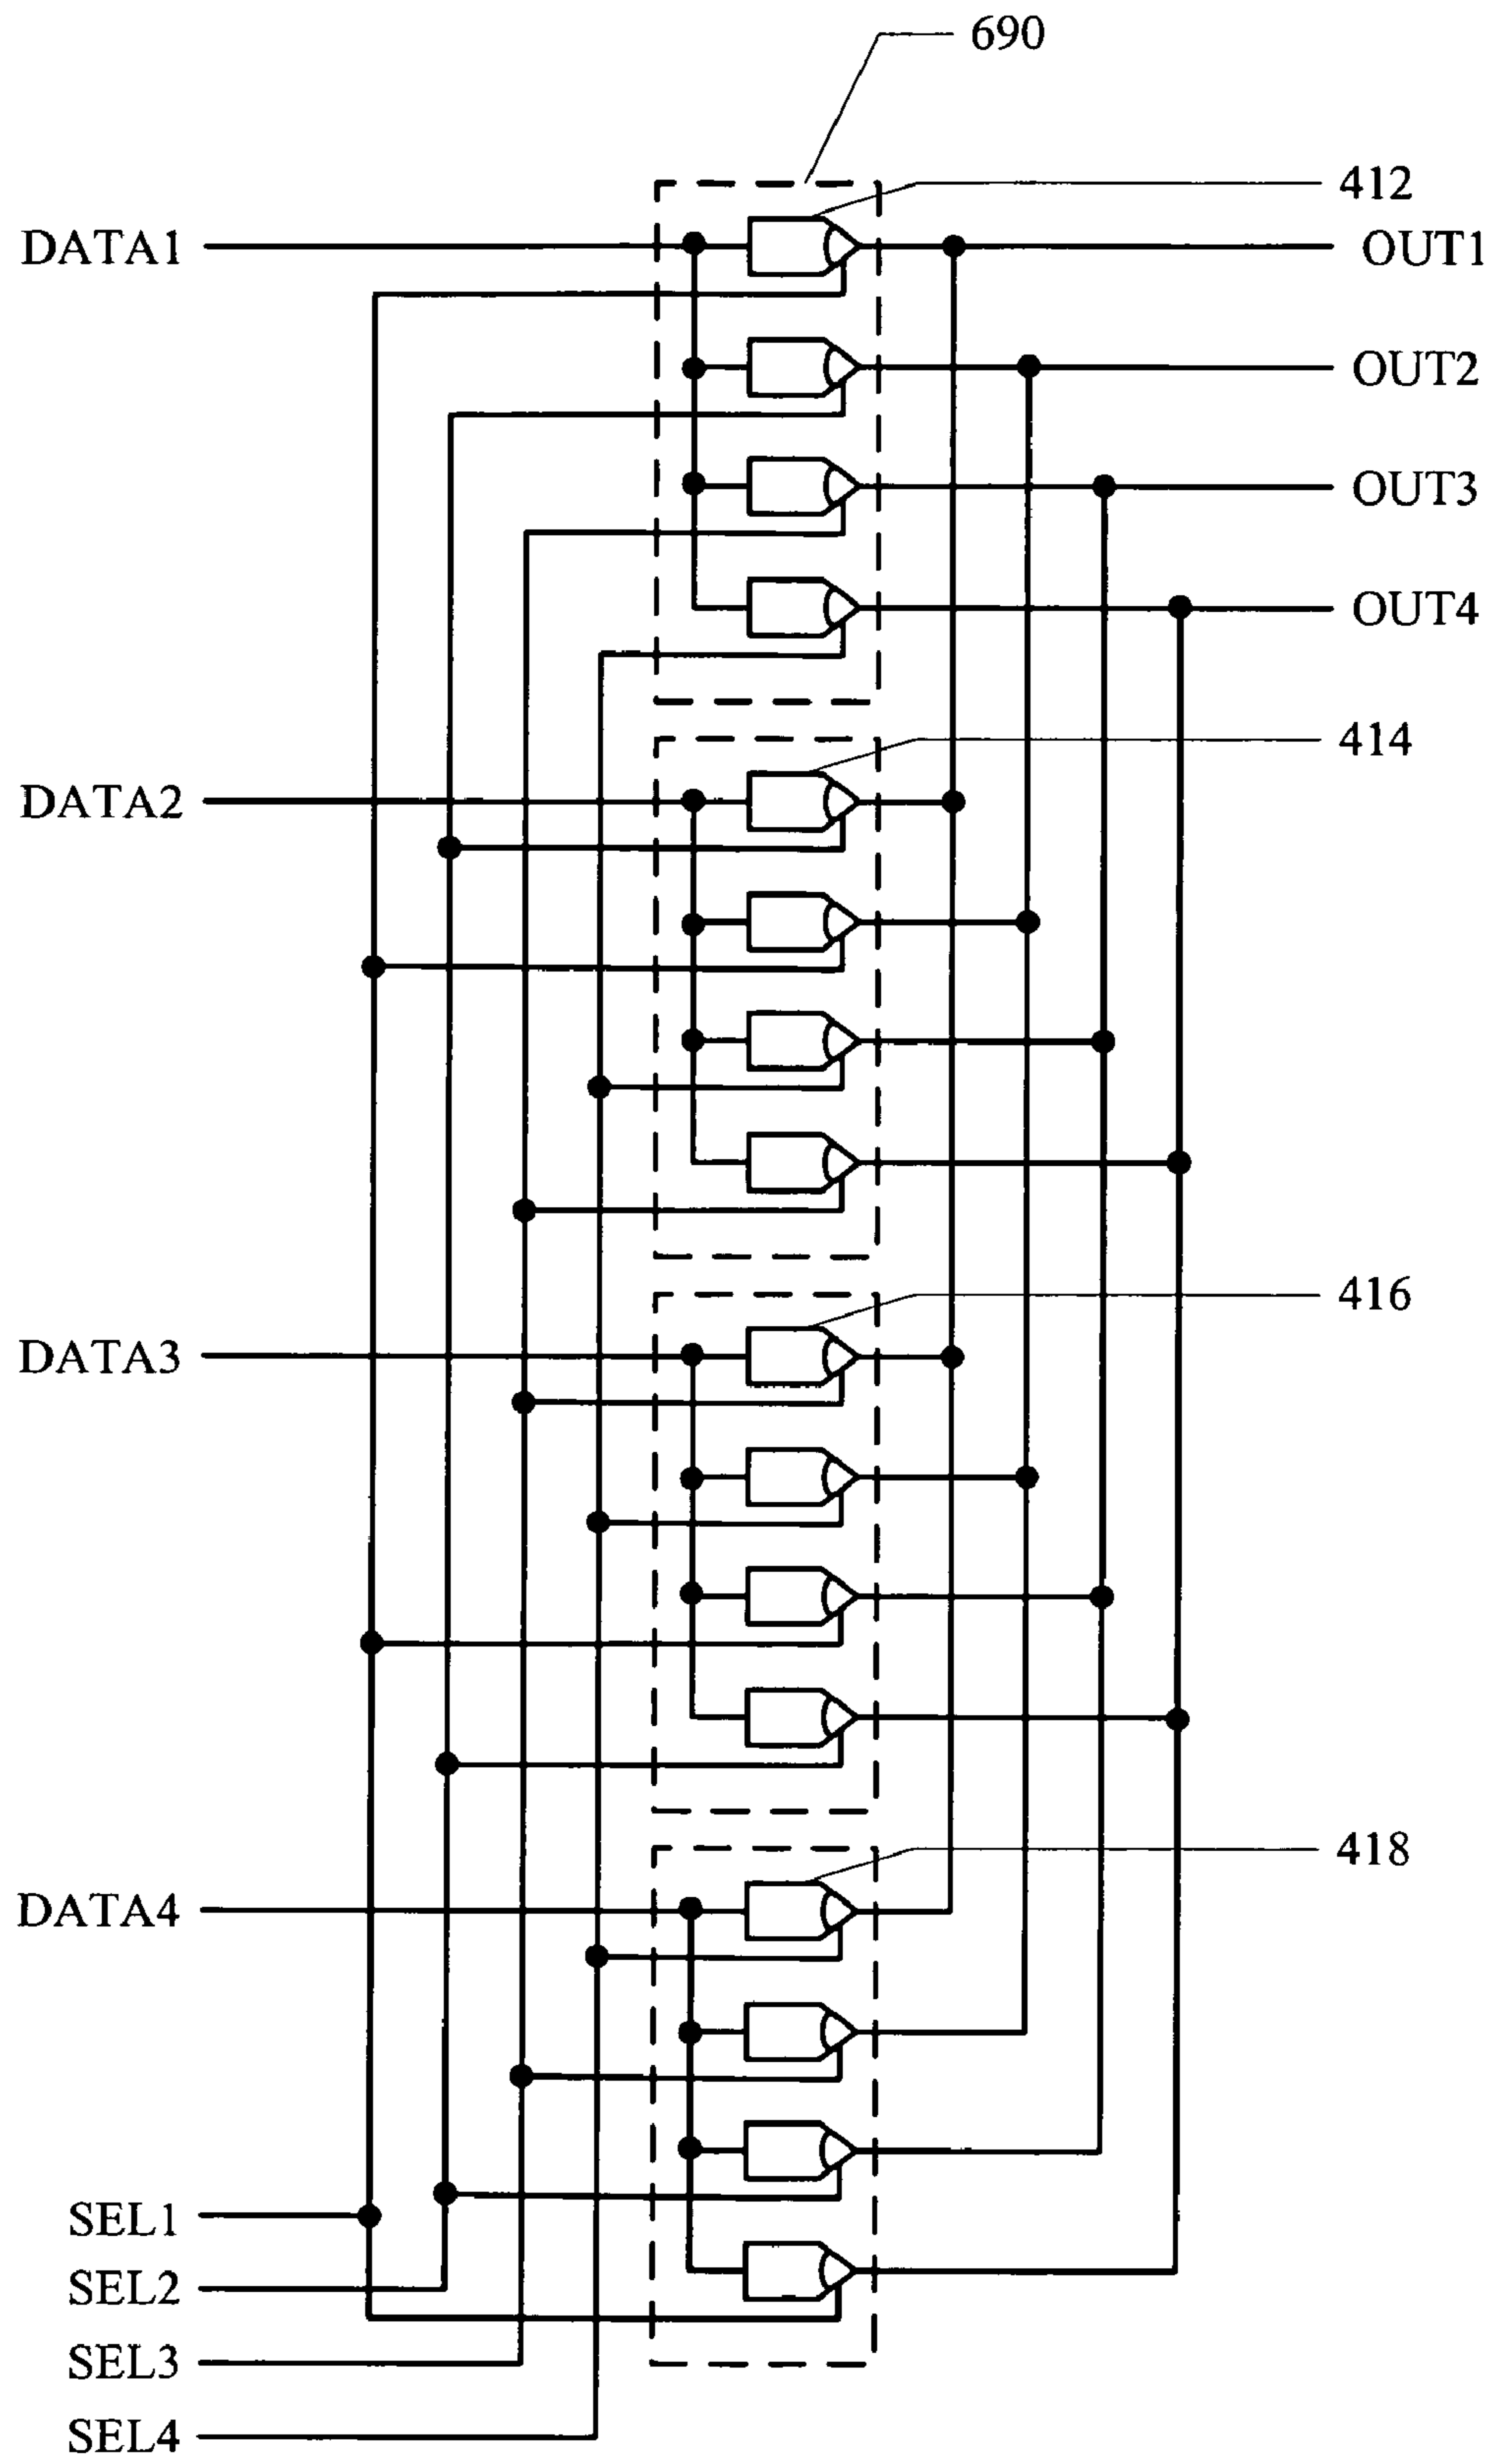 690
412
DATA1
OUT1
OUT2
OUT3
OUT4
414
DATA2
416
DATA3
418
DATA4
SEL1
SEL2
SEL3
SEL4